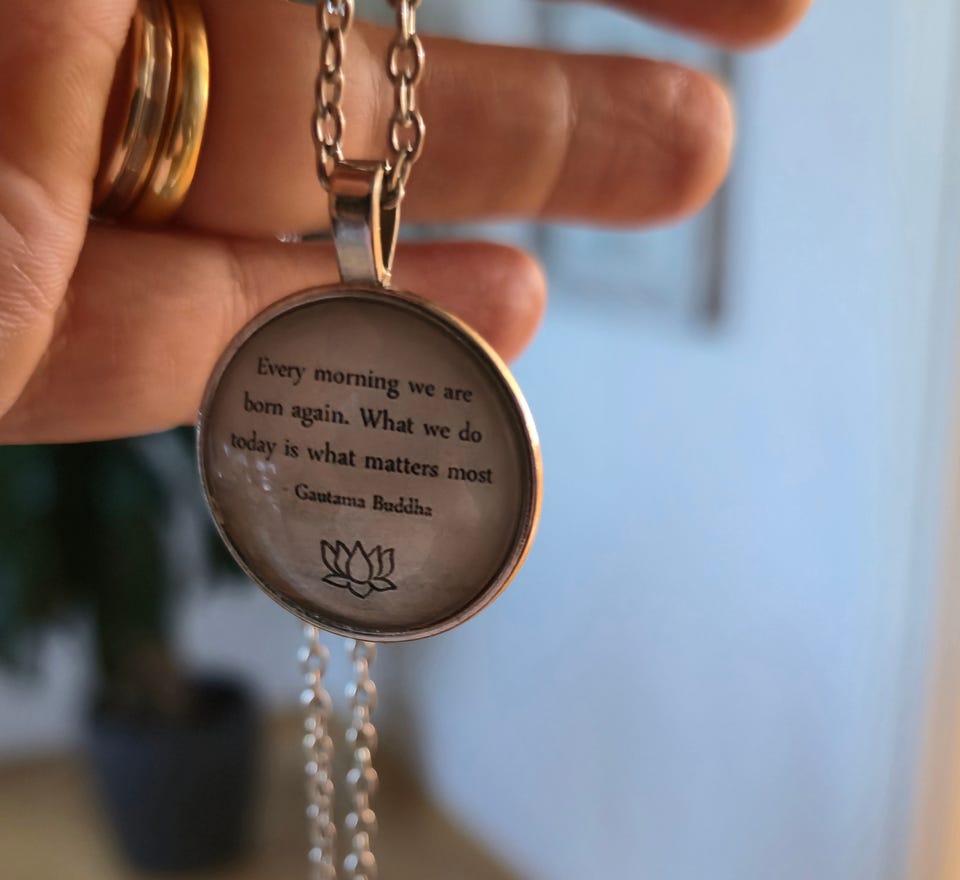 Every morning we are
born again. What we do
today is what matters most
- Gautama Buddha